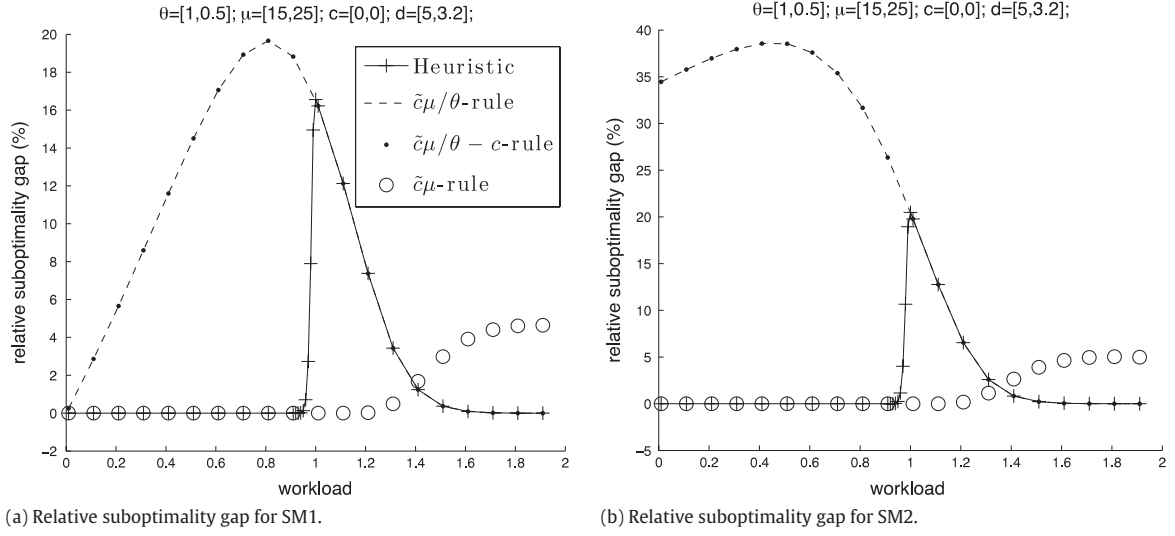 θ=[1,0.5]; μ=[15,25]; c=[0,0]; d=[5,3.2];
relative suboptimality gap (%)
20
18
16
14
12
10
8
6
4
2
0
−2
Heuristic
c̃μ/θ-rule
c̃μ/θ − c-rule
c̃μ-rule
0 0.2 0.4 0.6 0.8 1 1.2 1.4 1.6 1.8 2
workload
(a) Relative suboptimality gap for SM1.
θ=[1,0.5]; μ=[15,25]; c=[0,0]; d=[5,3.2];
relative suboptimality gap (%)
40
35
30
25
20
15
10
5
0
−5
0 0.2 0.4 0.6 0.8 1 1.2 1.4 1.6 1.8 2
workload
(b) Relative suboptimality gap for SM2.